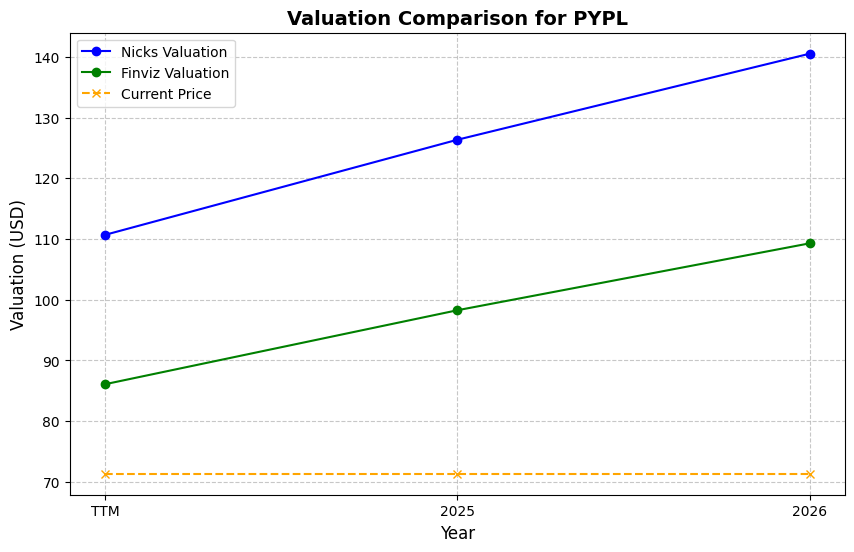 Valuation Comparison for PYPL
Nicks Valuation
Finviz Valuation
Current Price
Valuation (USD)
140
130
120
110
100
90
80
70
TTM
2025
2026
Year